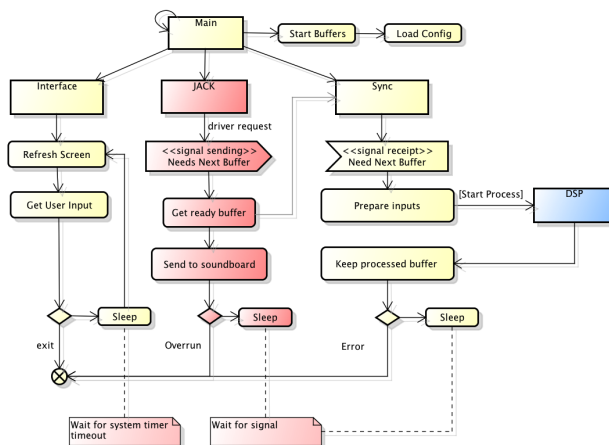 Main
Start Buffers
Load Config
Interface
JACK
Sync
driver request
Refresh Screen
<<signal sending>>
Needs Next Buffer
<<signal receipt>>
Need Next Buffer
Get User Input
Get ready buffer
Prepare inputs
[Start Process]
DSP
Send to soundboard
Keep processed buffer
Sleep
Sleep
Sleep
exit
Overrun
Error
Wait for system timer
timeout
Wait for signal